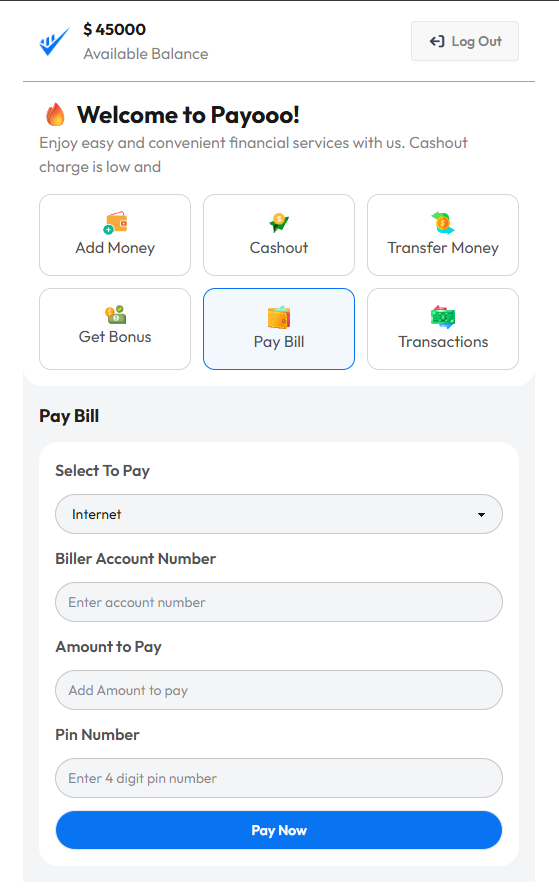 $ 45000
Available Balance
Log Out
Welcome to Payooo!
Enjoy easy and convenient financial services with us. Cashout
charge is low and
Add Money
Cashout
Transfer Money
Get Bonus
Pay Bill
Transactions
Pay Bill
Select To Pay
Internet
Biller Account Number
Enter account number
Amount to Pay
Add Amount to pay
Pin Number
Enter 4 digit pin number
Pay Now